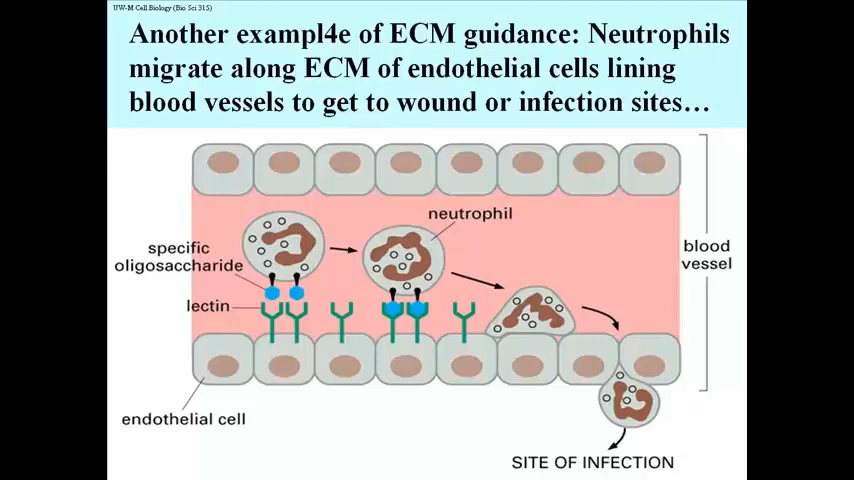 UW-M Cell Biology (Bio Sci 315)
Another exampl4e of ECM guidance: Neutrophils
migrate along ECM of endothelial cells lining
blood vessels to get to wound or infection sites…
neutrophil
specific
oligosaccharide
blood
vessel
lectin
endothelial cell
SITE OF INFECTION